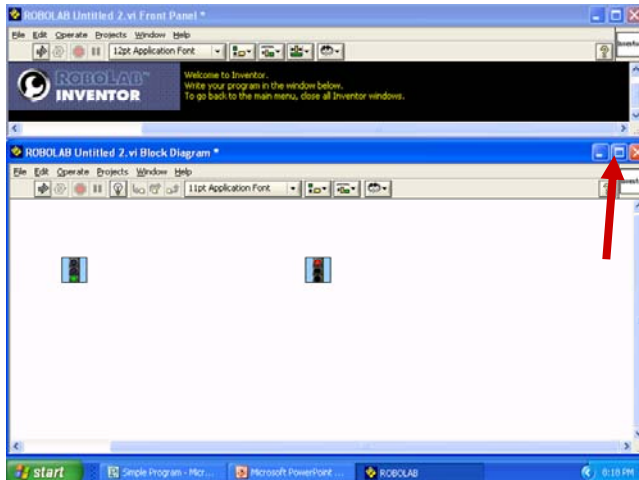 ROBOLAB Untitled 2.vi Front Panel *
File Edit Operate Projects Window Help
12pt Application Font
ROBOLAB™
INVENTOR
Welcome to Inventor.
Write your program in the window below.
To go back to the main menu, close all Inventor windows.
ROBOLAB Untitled 2.vi Block Diagram *
File Edit Operate Projects Window Help
11pt Application Font
start
Simple Program - Micr...
Microsoft PowerPoint ...
ROBOLAB
8:18 PM